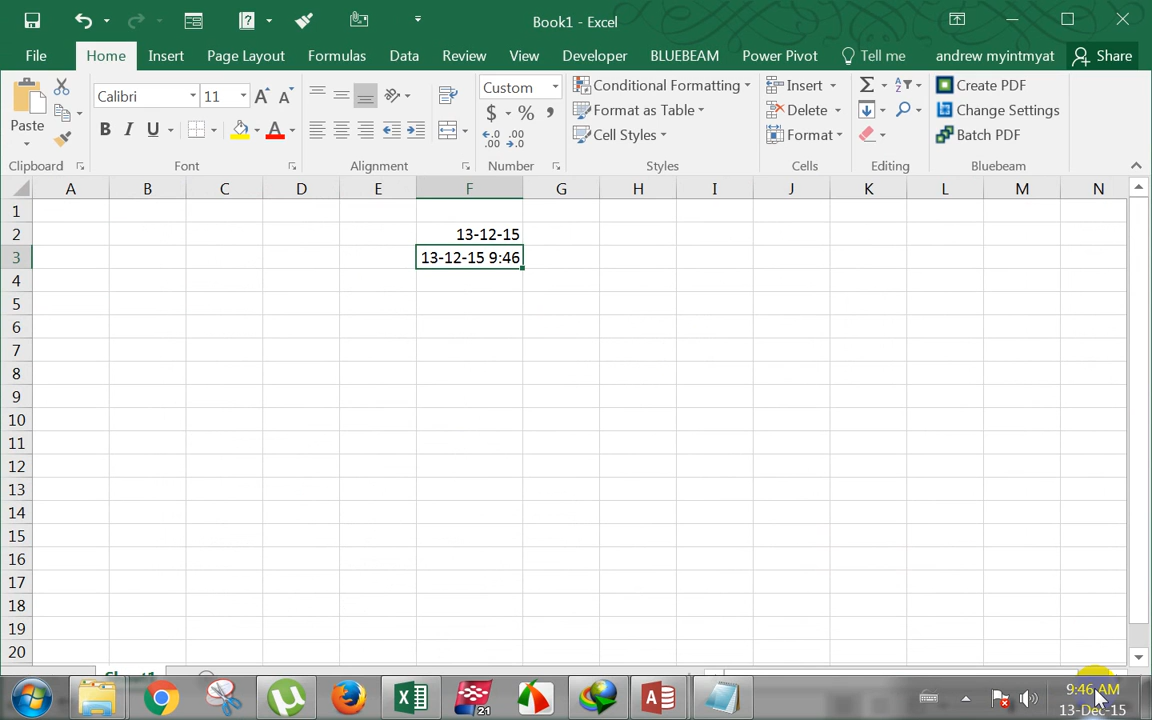 Book1 - Excel
File Home Insert Page Layout Formulas Data Review View Developer BLUEBEAM Power Pivot Tell me andrew myintmyat Share
Calibri 11 Custom Conditional Formatting Insert Create PDF
Paste Format as Table Delete Change Settings
B I U $ % Cell Styles Format Batch PDF
Clipboard Font Alignment Number Styles Cells Editing Bluebeam
A B C D E F G H I J K L M N
1
2 13-12-15
3 13-12-15 9:46
4
5
6
7
8
9
10
11
12
13
14
15
16
17
18
19
20
21
9:46 AM
13-Dec-15